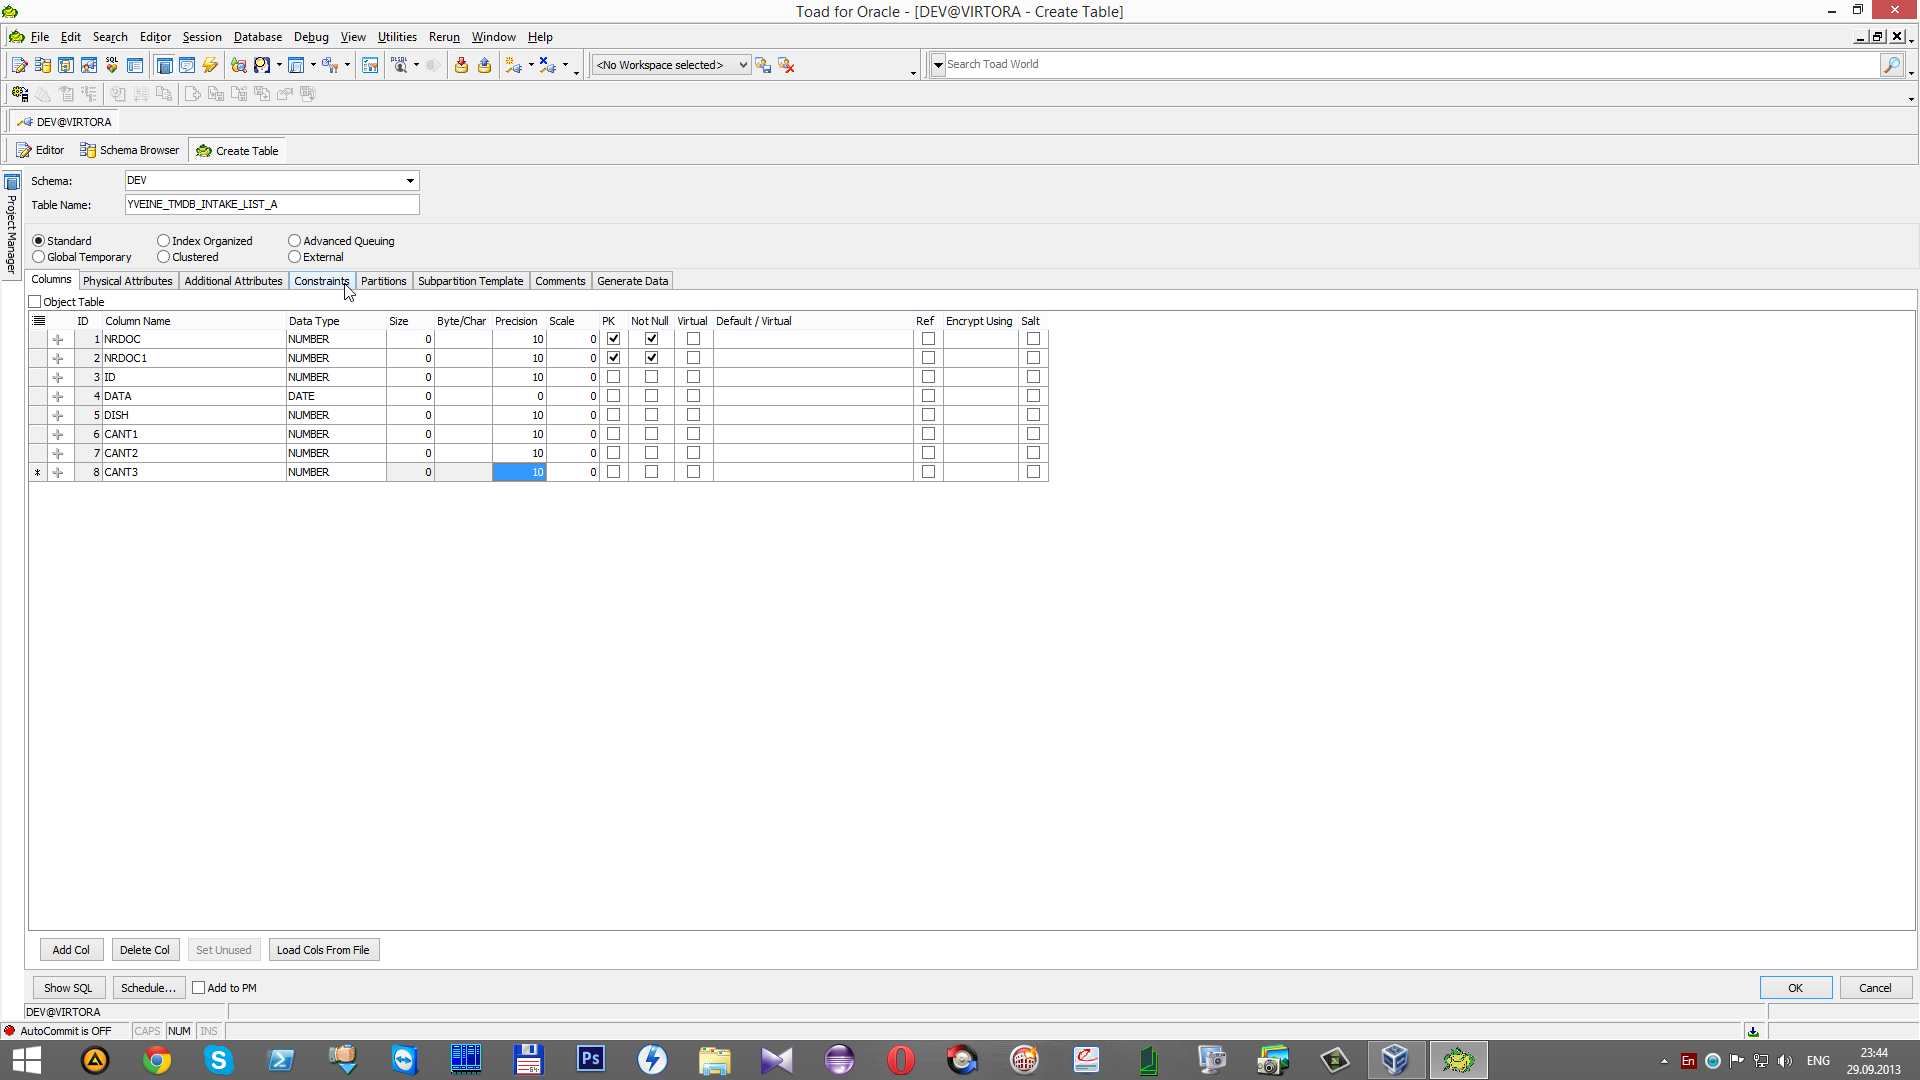 Toad for Oracle - [DEV@VIRTORA - Create Table]
File Edit Search Editor Session Database Debug View Utilities Rerun Window Help
SQL
<No Workspace selected>
Search Toad World
DEV@VIRTORA
Editor Schema Browser Create Table
Project Manager
Schema: DEV
Table Name: YVEINE_TMDB_INTAKE_LIST_A
Standard Index Organized Advanced Queuing
Global Temporary Clustered External
Columns Physical Attributes Additional Attributes Constraints Partitions Subpartition Template Comments Generate Data
Object Table
ID Column Name Data Type Size Byte/Char Precision Scale PK Not Null Virtual Default / Virtual Ref Encrypt Using Salt
1 NRDOC NUMBER 0 10 0
2 NRDOC1 NUMBER 0 10 0
3 ID NUMBER 0 10 0
4 DATA DATE 0 0 0
5 DISH NUMBER 0 10 0
6 CANT1 NUMBER 0 10 0
7 CANT2 NUMBER 0 10 0
* 8 CANT3 NUMBER 0 10 0
Add Col Delete Col Set Unused Load Cols From File
Show SQL Schedule... Add to PM OK Cancel
DEV@VIRTORA
AutoCommit is OFF CAPS NUM INS
64
Ps
En
ENG
23:44
29.09.2013